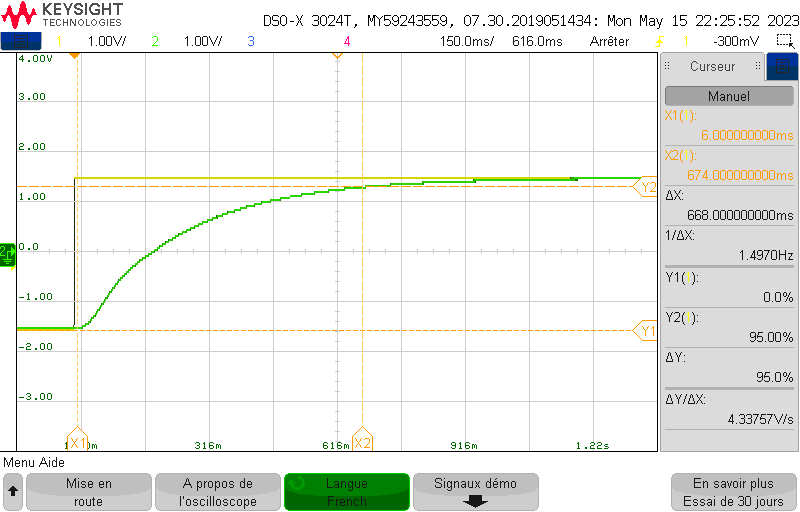 KEYSIGHT
TECHNOLOGIES
DSO-X 3024T, MY59243559, 07.30.2019051434: Mon May 15 22:25:52 2023
1 1.00V/ 2 1.00V/ 3 4 150.0ms/ 616.0ms Arrêter 1 -300mV
4.00V
3.00
2.00
1.00
0.0
-1.00
-2.00
-3.00
2
Y2
Y1
X1
X2
316m
616m
916m
1.22s
Curseur
Manuel
X1(1):
6.000000000ms
X2(1):
674.000000000ms
ΔX:
668.000000000ms
1/ΔX:
1.4970Hz
Y1(1):
0.0%
Y2(1):
95.00%
ΔY:
95.0%
ΔY/ΔX:
4.33757V/s
Menu Aide
Mise en
route
A propos de
l'oscilloscope
Langue
French
Signaux démo
En savoir plus
Essai de 30 jours